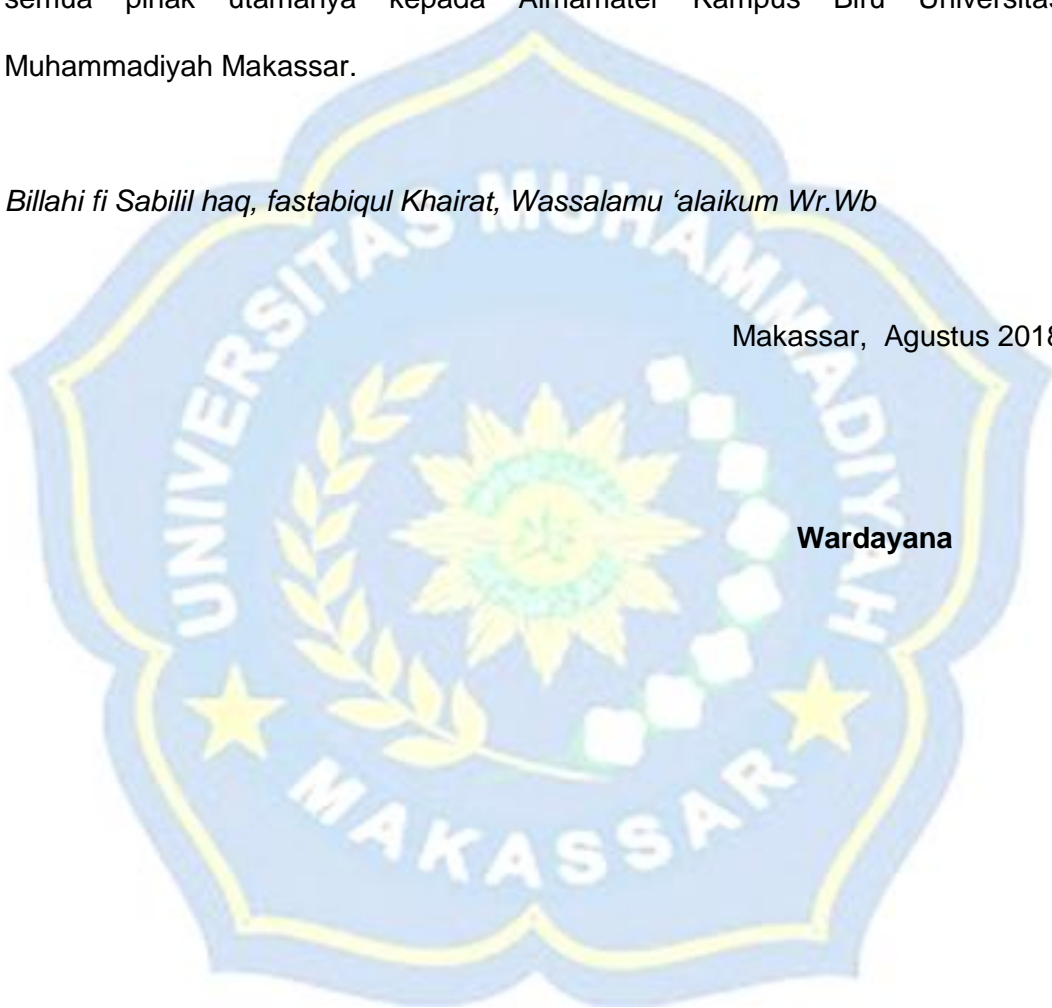 semua pihak utamanya kepada Almamater Kampus Biru Universitas
Muhammadiyah Makassar.
Billahi fi Sabilil haq, fastabiqul Khairat, Wassalamu ‘alaikum Wr.Wb
Makassar,  Agustus 2018
Wardayana
UNIVERSITAS MUHAMMADIYAH
MAKASSAR